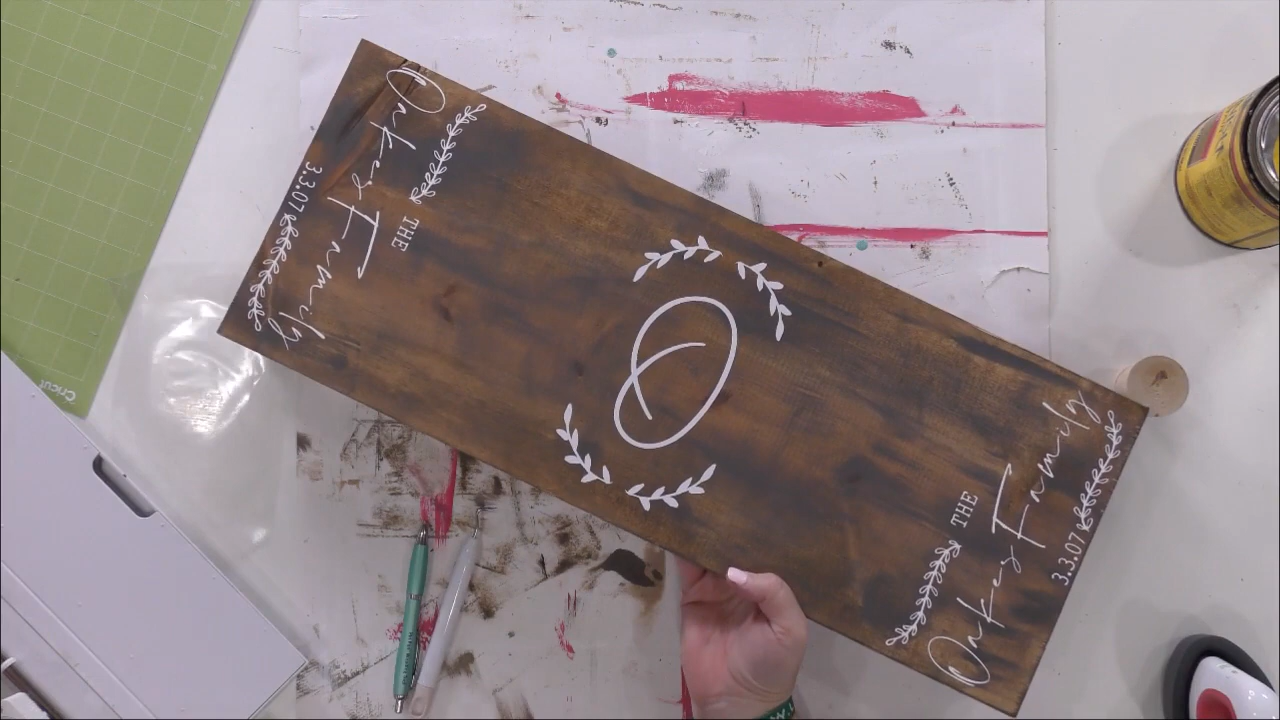 THE
Oakes Family
3.3.07
O
THE
Oakes Family
3.3.07
cricut